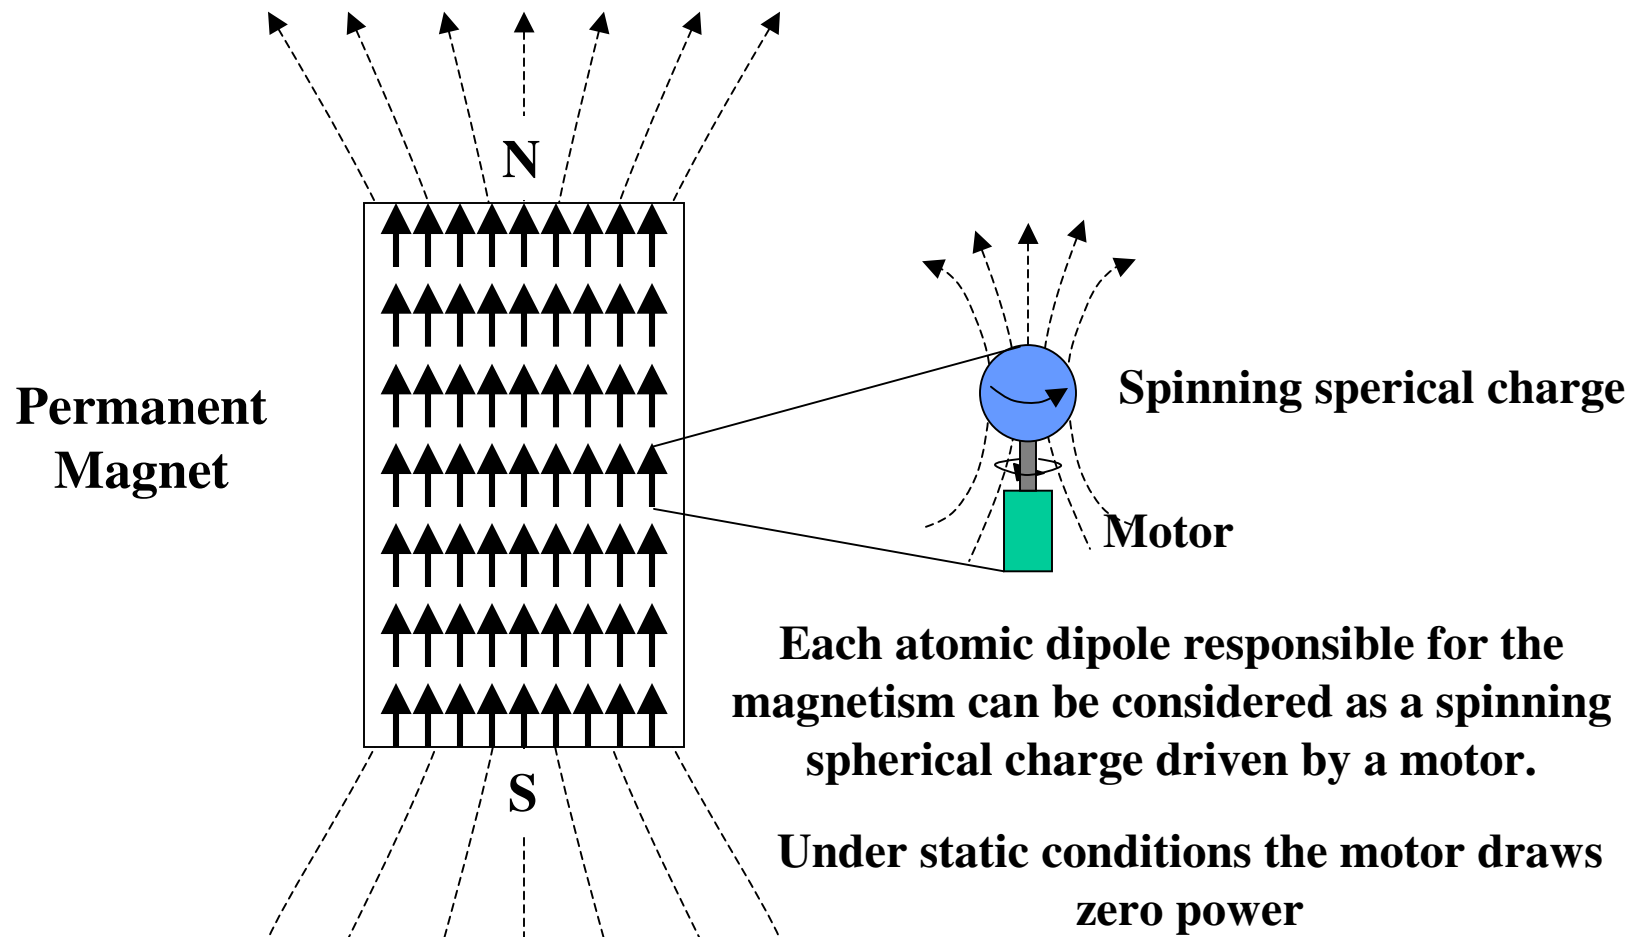 N
Permanent
Magnet
Spinning sperical charge
Motor
Each atomic dipole responsible for the
magnetism can be considered as a spinning
spherical charge driven by a motor.
S
Under static conditions the motor draws
zero power